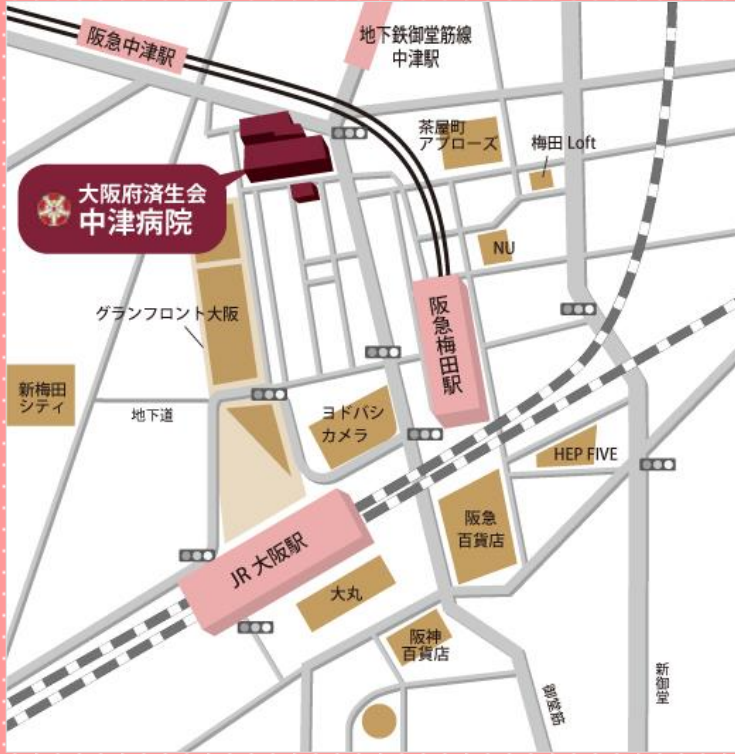 阪急中津駅
地下鉄御堂筋線
中津駅
茶屋町
アプローズ
梅田 Loft
大阪府済生会
中津病院
NU
グランフロント大阪
阪急梅田駅
新梅田
シティ
地下道
ヨドバシ
カメラ
HEP FIVE
阪急
百貨店
JR 大阪駅
大丸
阪神
百貨店
御堂筋
新御堂